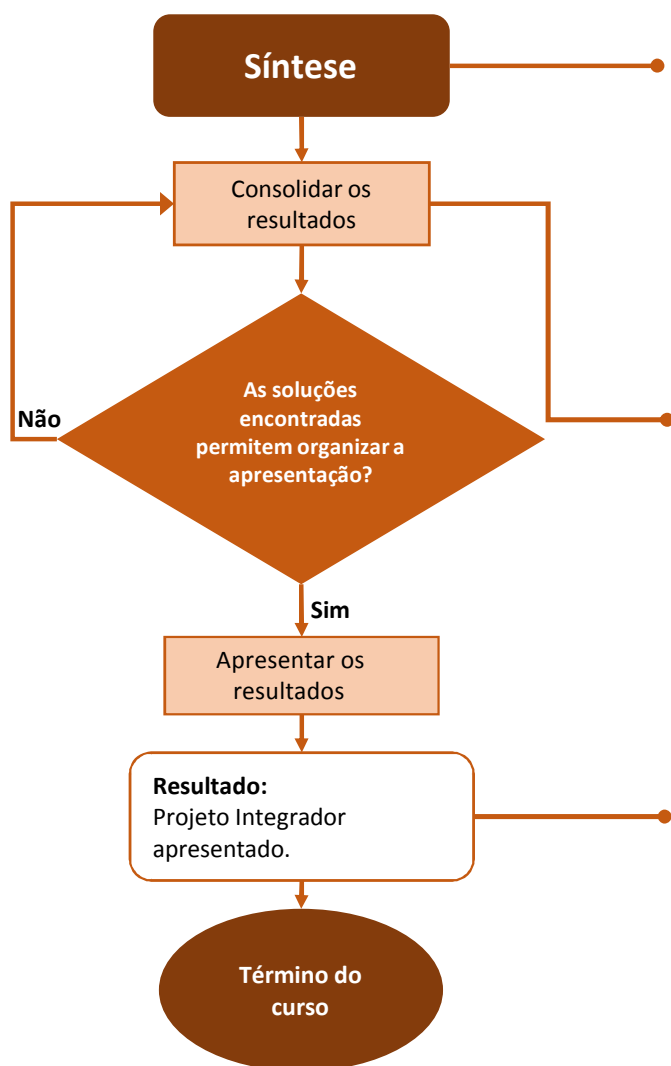 Síntese
Consolidar os
resultados
As soluções
encontradas
permitem organizar a
apresentação?
Não
Sim
Apresentar os
resultados
Resultado:
Projeto Integrador
apresentado.
Término do
curso